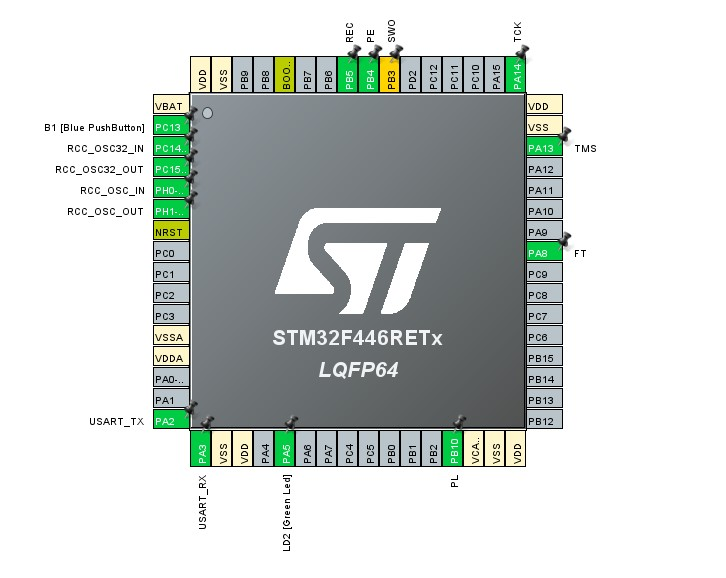 REC
PE
SWO
TCK
VDD
VSS
PB9
PB8
BOO..
PB7
PB6
PB5
PB4
PB3
PD2
PC12
PC11
PC10
PA15
PA14
VBAT
B1 [Blue PushButton] PC13
RCC_OSC32_IN PC14..
RCC_OSC32_OUT PC15..
RCC_OSC_IN PH0-..
RCC_OSC_OUT PH1-..
NRST
PC0
PC1
PC2
PC3
VSSA
VDDA
PA0-..
PA1
USART_TX PA2
VDD
VSS
PA13 TMS
PA12
PA11
PA10
PA9
PA8 FT
PC9
PC8
PC7
PC6
PB15
PB14
PB13
PB12
ST
STM32F446RETx
LQFP64
PA3
VSS
VDD
PA4
PA5
PA6
PA7
PC4
PC5
PB0
PB1
PB2
PB10
VCA..
VSS
VDD
USART_RX
LD2 [Green Led]
PL